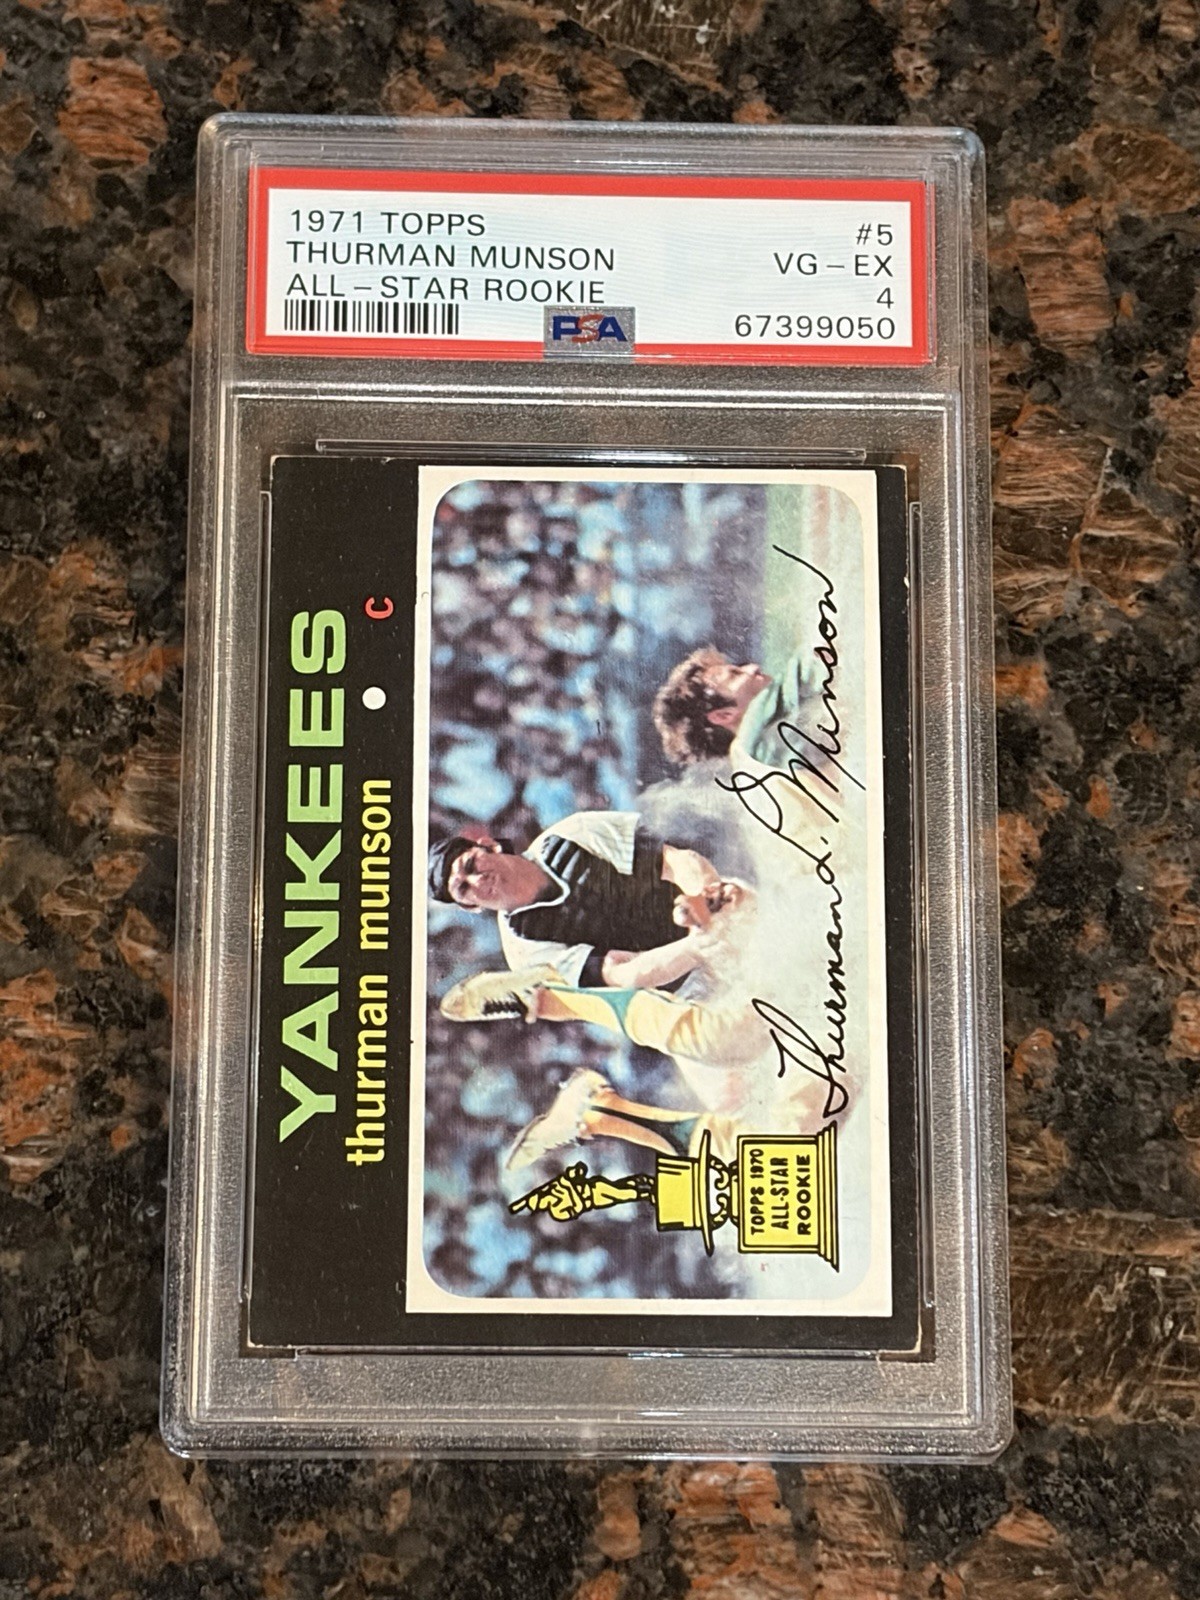 1971 TOPPS
THURMAN MUNSON
ALL-STAR ROOKIE
#5
VG-EX
4
67399050
PSA
YANKEES
thurman munson • c
Thurman L. Munson
TOPPS 1970
ALL-STAR
ROOKIE